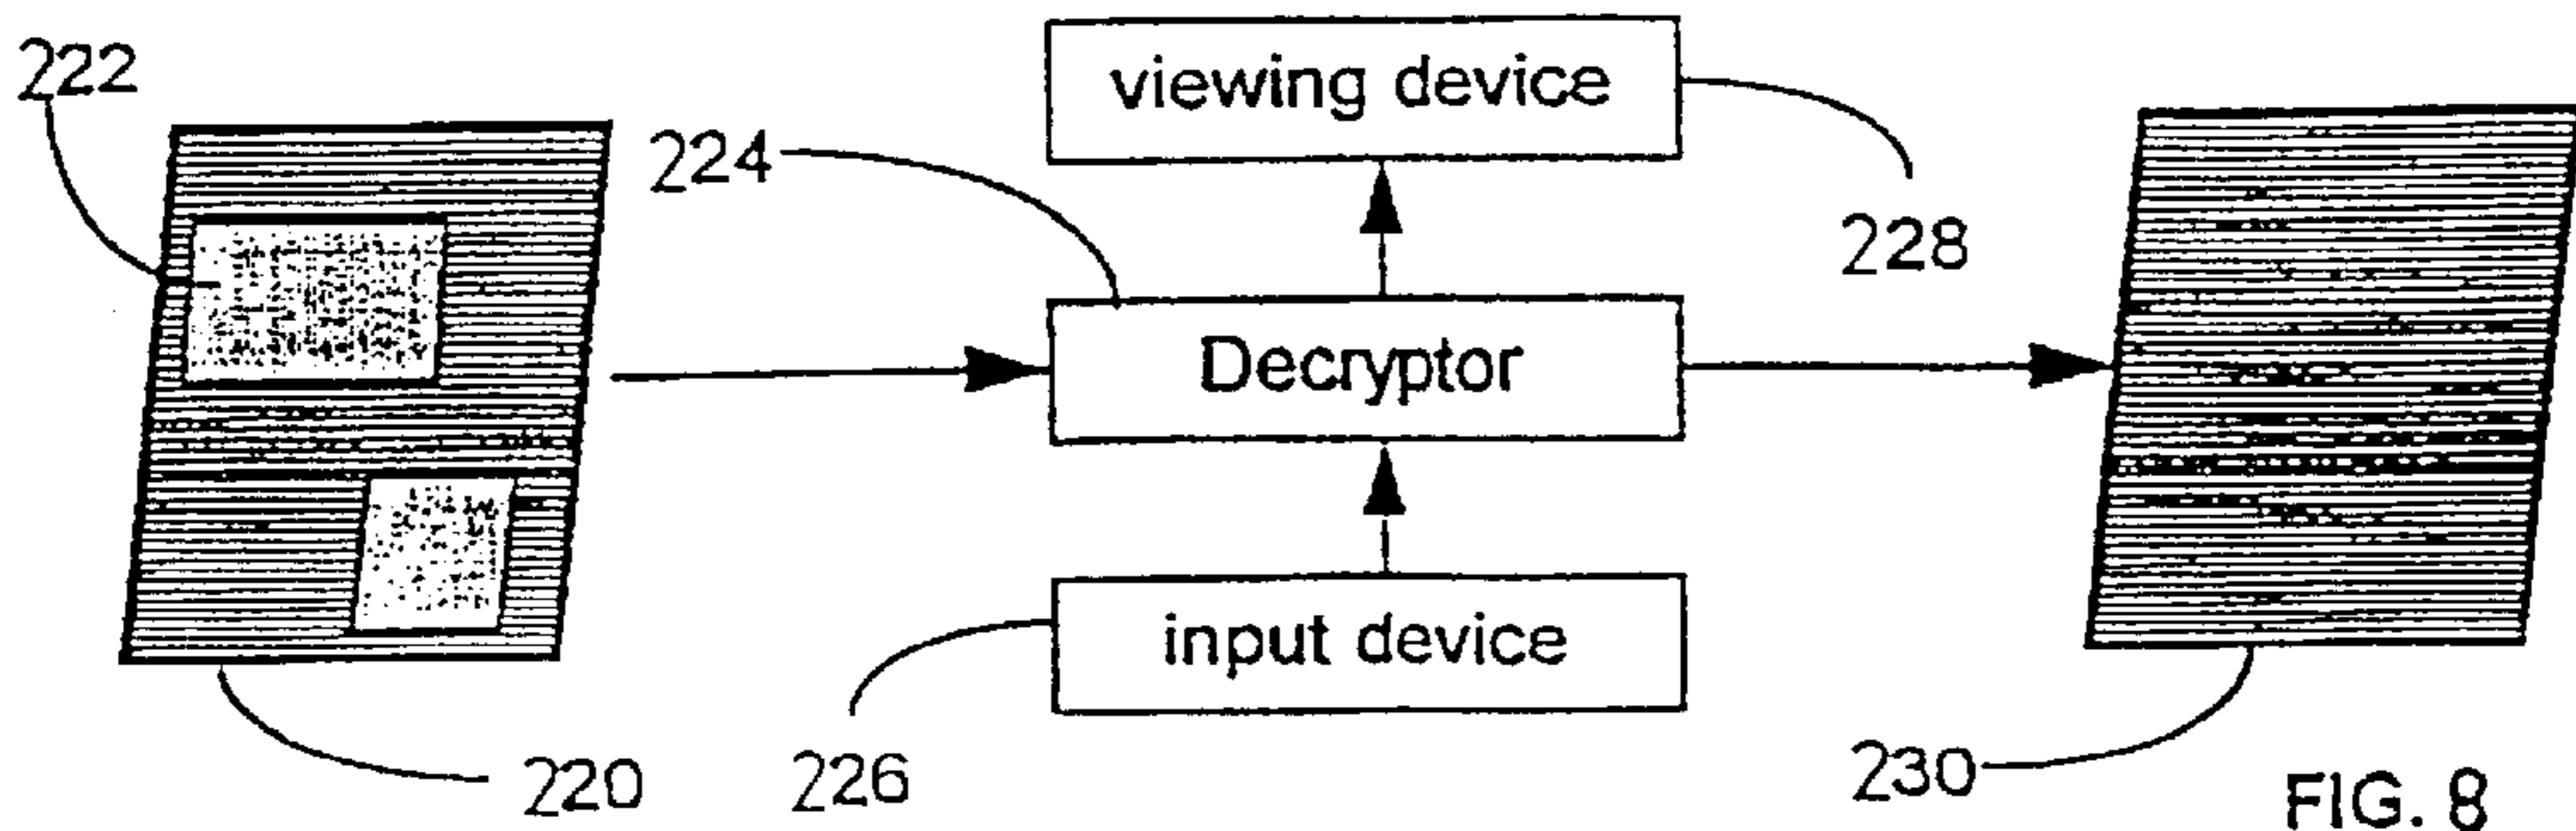 222
viewing device
224
228
Decryptor
input device
220
226
230
FIG. 8